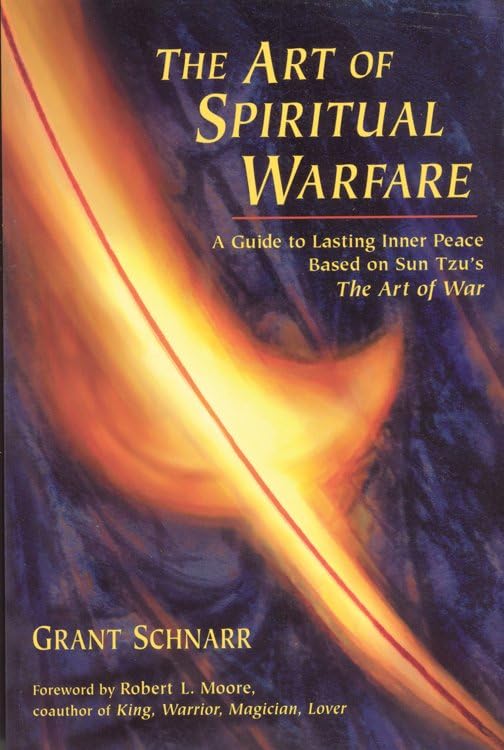 THE ART OF
SPIRITUAL
WARFARE
A Guide to Lasting Inner Peace
Based on Sun Tzu's
The Art of War
GRANT SCHNARR
Foreword by Robert L. Moore,
coauthor of King, Warrior, Magician, Lover